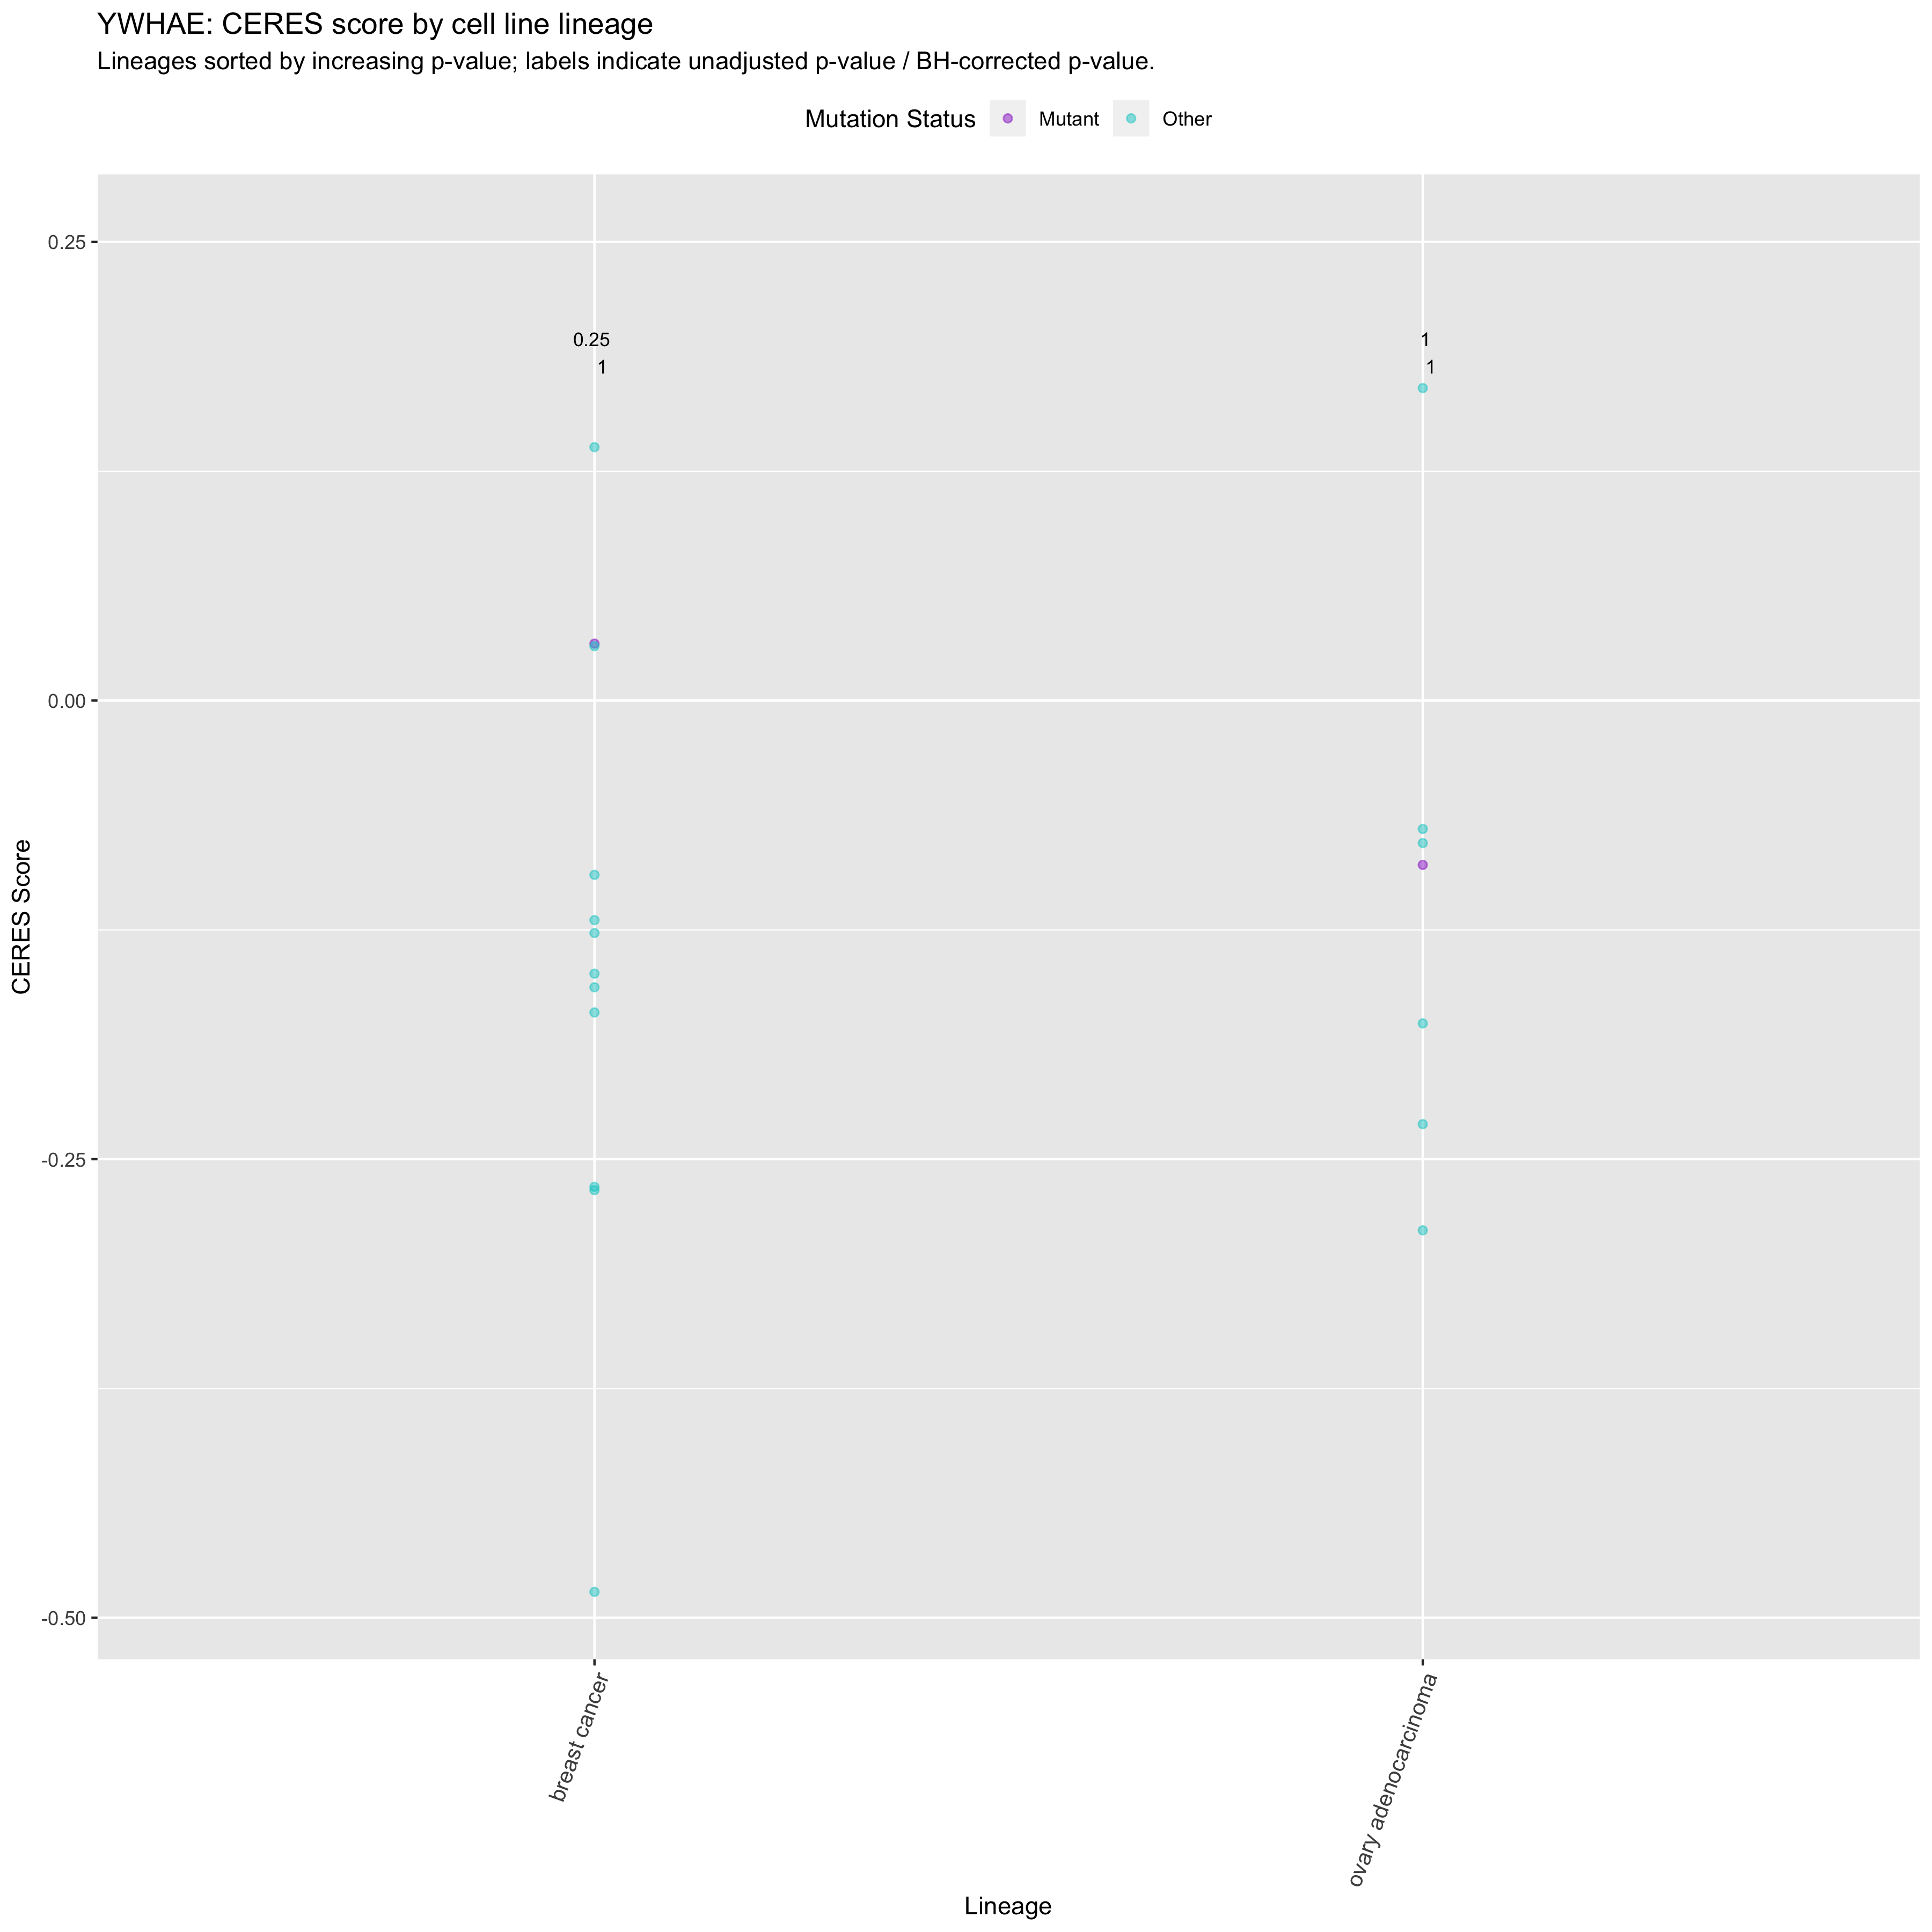 YWHAE: CERES score by cell line lineage
Lineages sorted by increasing p-value; labels indicate unadjusted p-value / BH-corrected p-value.
Mutation Status Mutant Other
0.25
0.00
-0.25
-0.50
CERES Score
0.25
1
1
1
breast cancer
ovary adenocarcinoma
Lineage